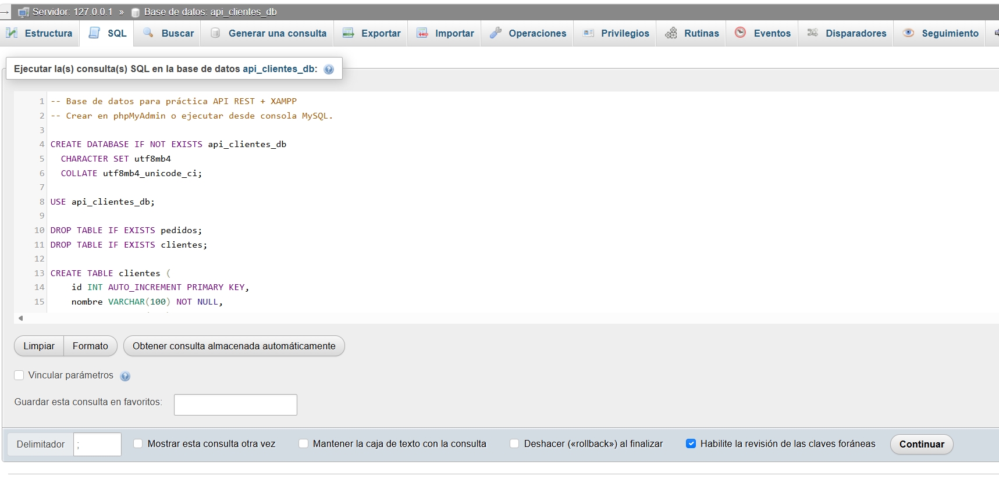 Servidor: 127.0.0.1 » Base de datos: api_clientes_db
Estructura SQL Buscar Generar una consulta Exportar Importar Operaciones Privilegios Rutinas Eventos Disparadores Seguimiento
Ejecutar la(s) consulta(s) SQL en la base de datos api_clientes_db:
1 -- Base de datos para práctica API REST + XAMPP
2 -- Crear en phpMyAdmin o ejecutar desde consola MySQL.
3
4 CREATE DATABASE IF NOT EXISTS api_clientes_db
5 CHARACTER SET utf8mb4
6 COLLATE utf8mb4_unicode_ci;
7
8 USE api_clientes_db;
9
10 DROP TABLE IF EXISTS pedidos;
11 DROP TABLE IF EXISTS clientes;
12
13 CREATE TABLE clientes (
14 id INT AUTO_INCREMENT PRIMARY KEY,
15 nombre VARCHAR(100) NOT NULL,
Limpiar Formato Obtener consulta almacenada automáticamente
Vincular parámetros
Guardar esta consulta en favoritos:
Delimitador ; Mostrar esta consulta otra vez Mantener la caja de texto con la consulta Deshacer («rollback») al finalizar Habilite la revisión de las claves foráneas Continuar